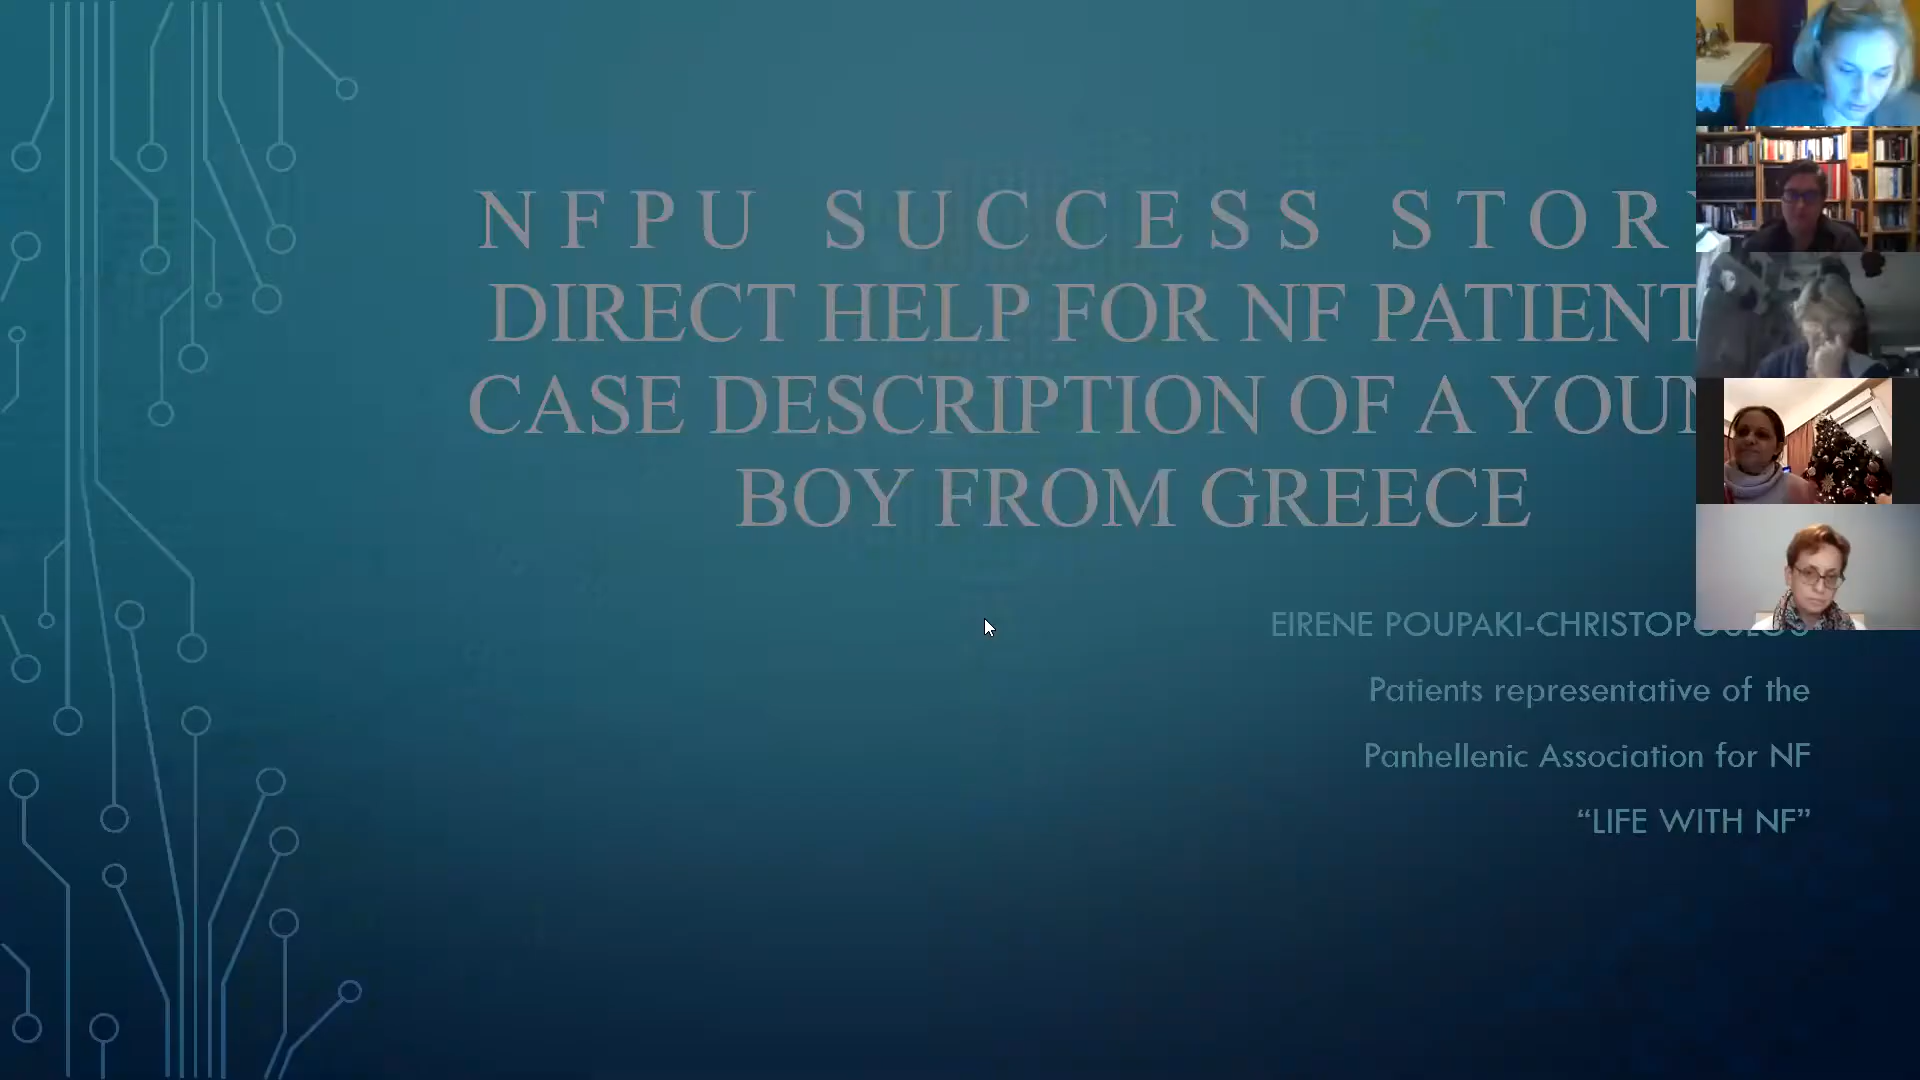 NFPU SUCCESS STOR
DIRECT HELP FOR NF PATIENT
CASE DESCRIPTION OF A YOUN
BOY FROM GREECE
EIRENE POUPAKI-CHRISTOPOULOS
Patients representative of the
Panhellenic Association for NF
“LIFE WITH NF”